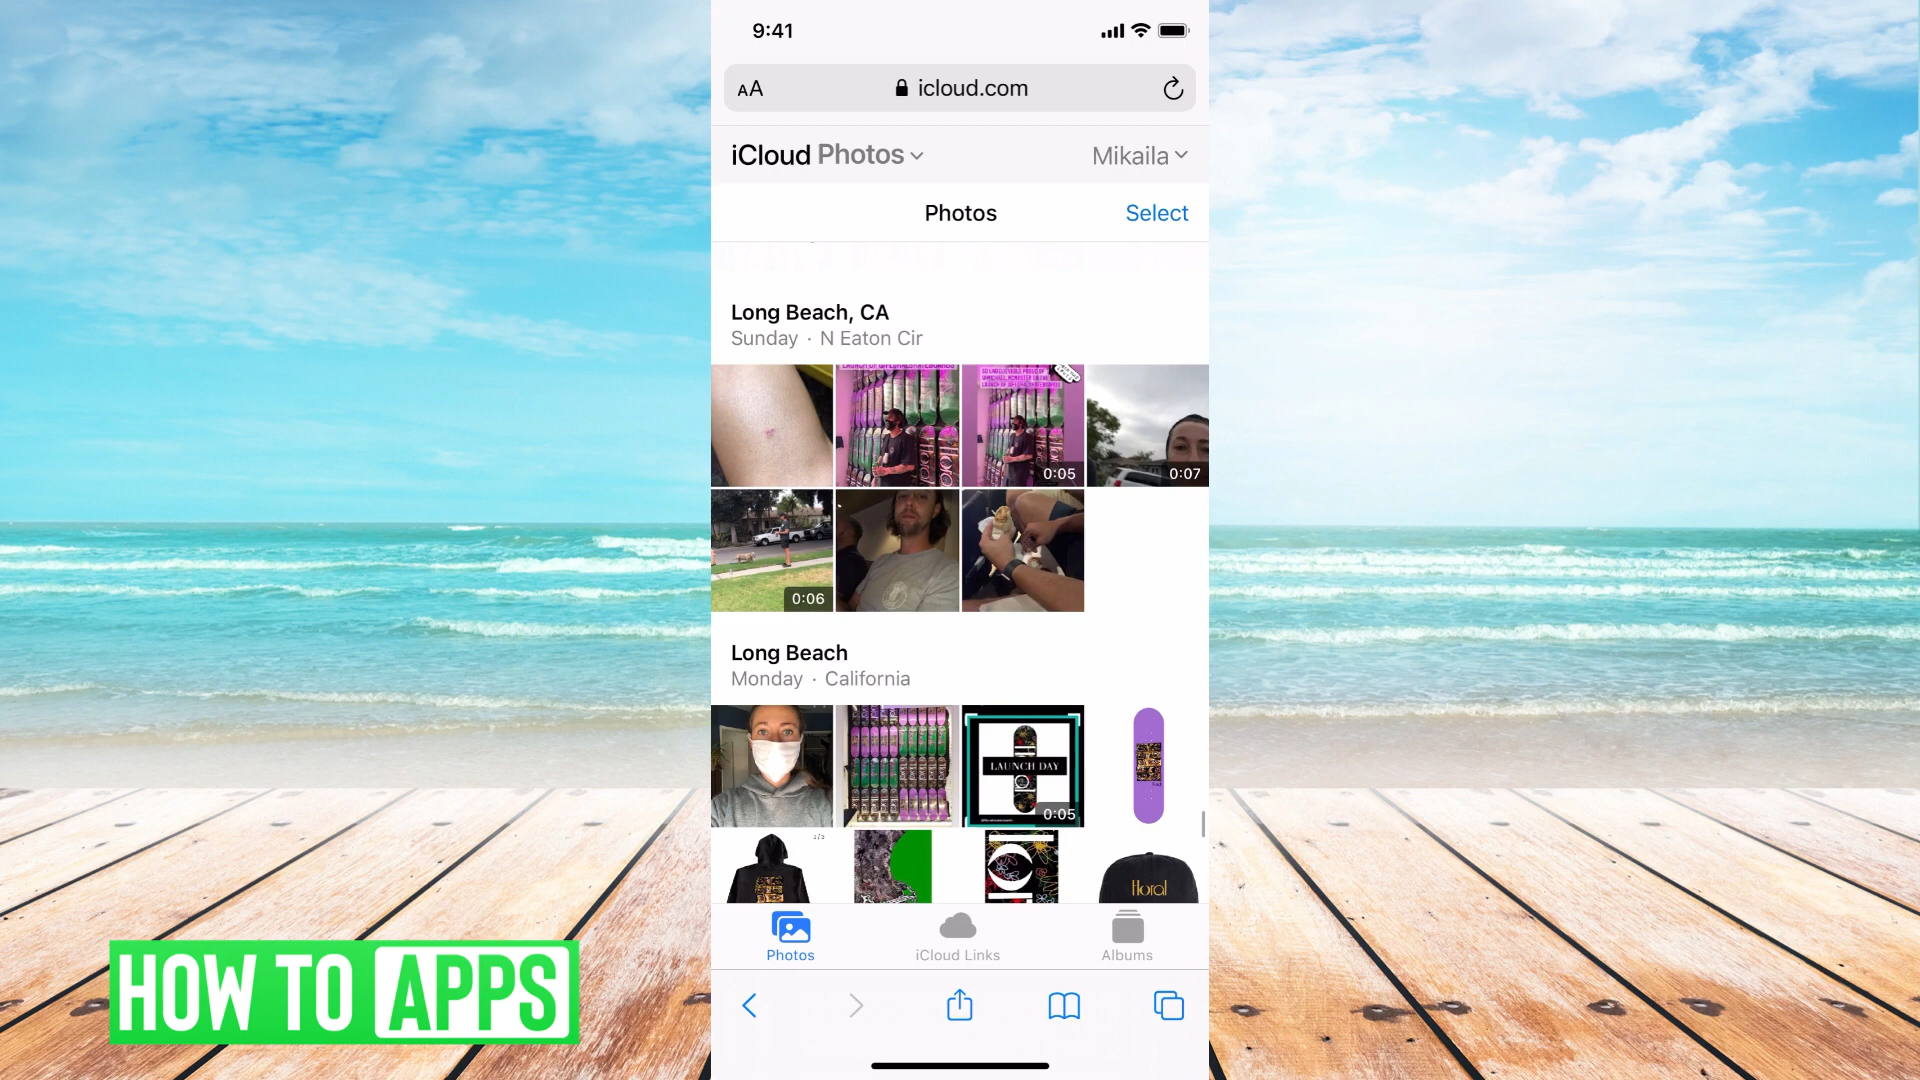 9:41
AA icloud.com
iCloud Photos Mikaila
Photos Select
Long Beach, CA
Sunday · N Eaton Cir
0:05
0:07
0:06
Long Beach
Monday · California
LAUNCH DAY
0:05
floral
Photos iCloud Links Albums
HOW TO APPS